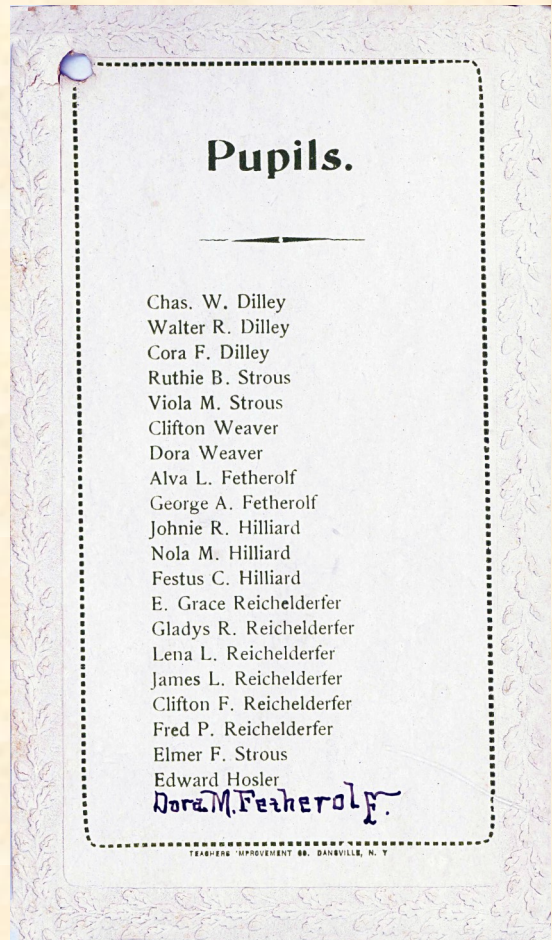 Pupils.
Chas. W. Dilley
Walter R. Dilley
Cora F. Dilley
Ruthie B. Strous
Viola M. Strous
Clifton Weaver
Dora Weaver
Alva L. Fetherolf
George A. Fetherolf
Johnie R. Hilliard
Nola M. Hilliard
Festus C. Hilliard
E. Grace Reichelderfer
Gladys R. Reichelderfer
Lena L. Reichelderfer
James L. Reichelderfer
Clifton F. Reichelderfer
Fred P. Reichelderfer
Elmer F. Strous
Edward Hosler
Dora M. Fetherolf.
TEACHERS IMPROVEMENT CO. DANSVILLE, N. Y